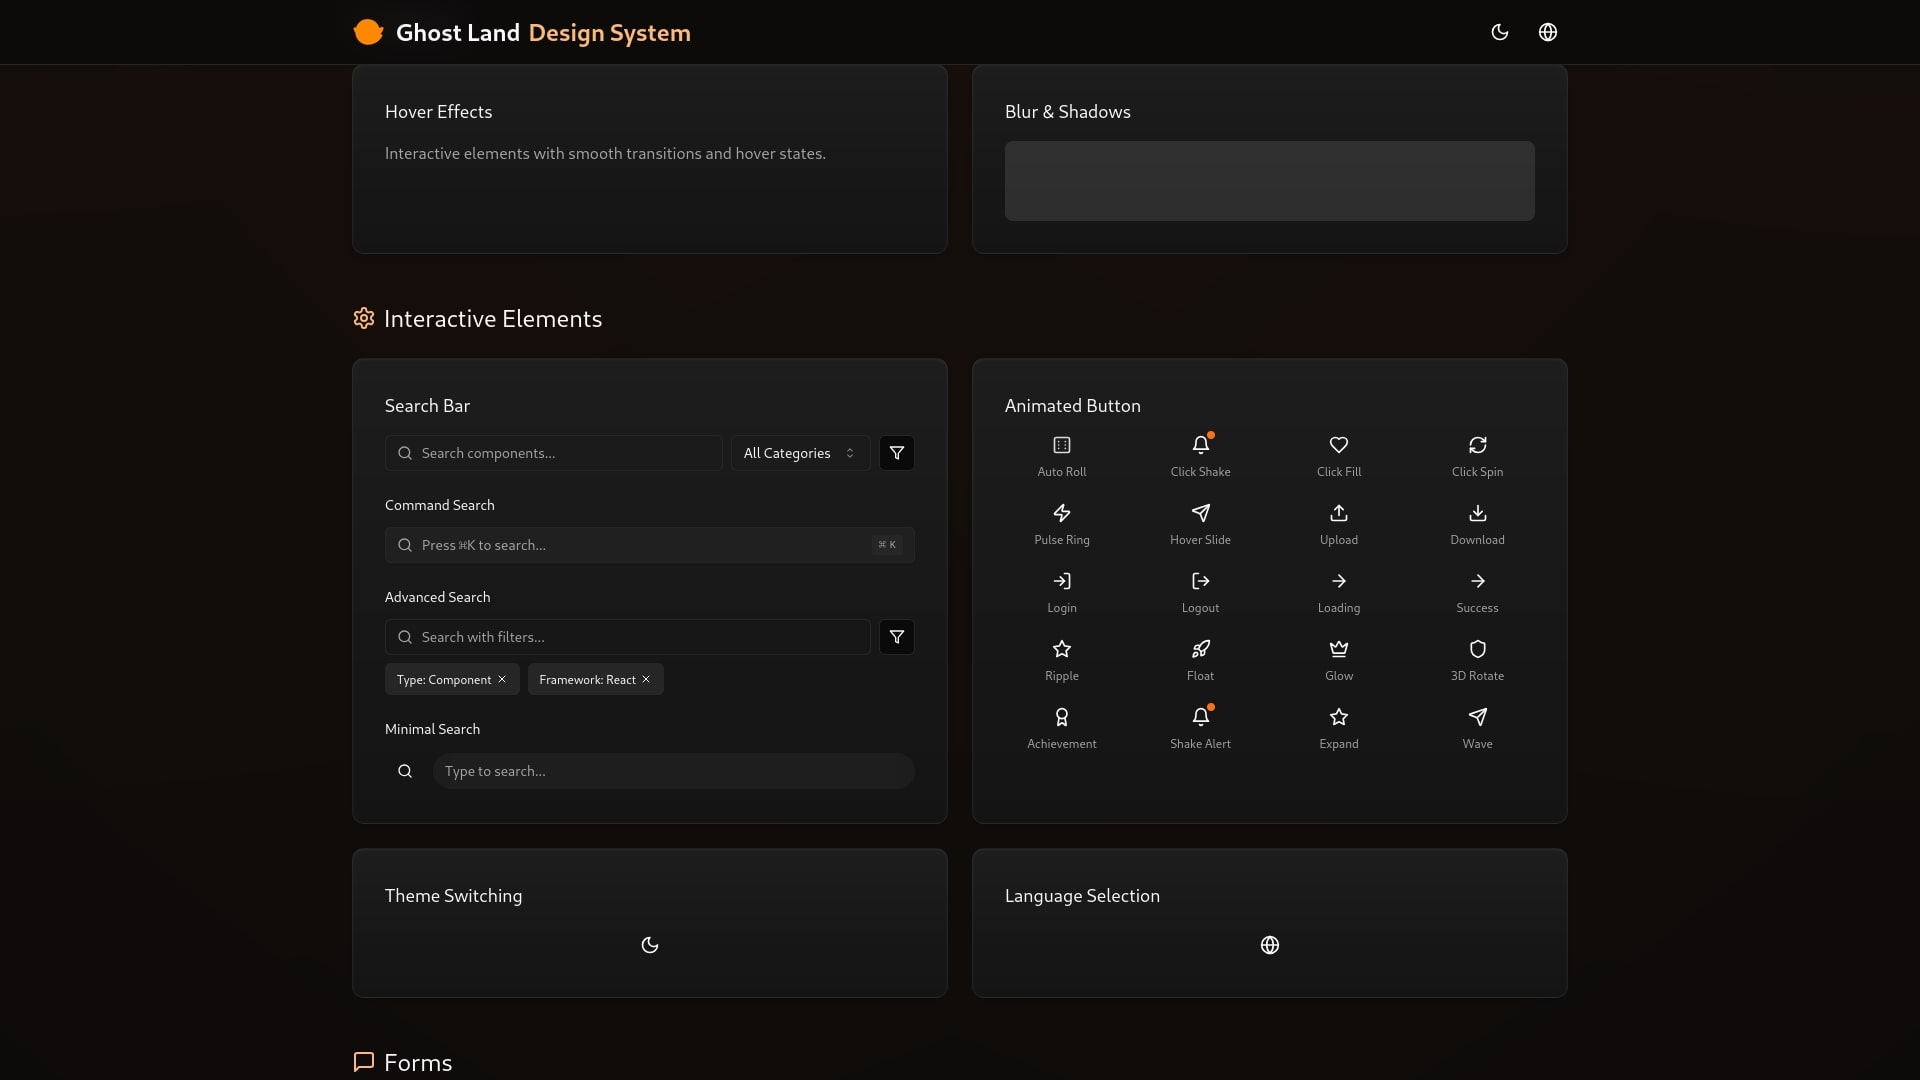 Ghost Land Design System
Hover Effects
Interactive elements with smooth transitions and hover states.
Blur & Shadows
Interactive Elements
Search Bar
Search components...
All Categories
Command Search
Press ⌘K to search...
⌘ K
Advanced Search
Search with filters...
Type: Component
Framework: React
Minimal Search
Type to search...
Animated Button
Auto Roll
Click Shake
Click Fill
Click Spin
Pulse Ring
Hover Slide
Upload
Download
Login
Logout
Loading
Success
Ripple
Float
Glow
3D Rotate
Achievement
Shake Alert
Expand
Wave
Theme Switching
Language Selection
Forms